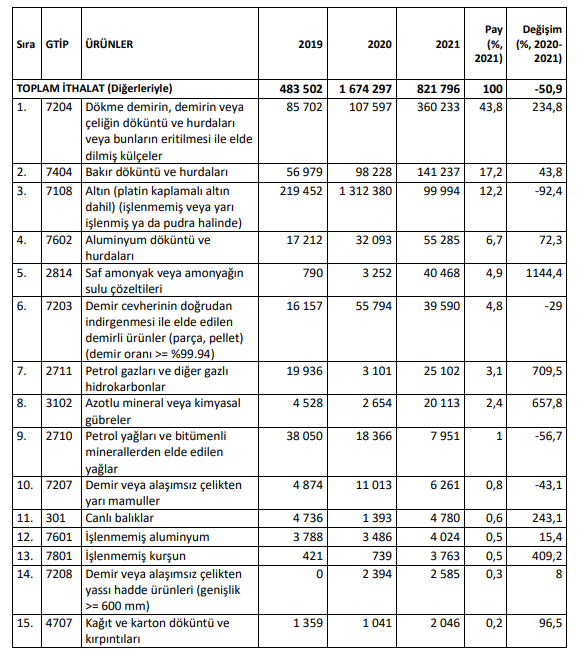 Sıra GTİP ÜRÜNLER 2019 2020 2021 Pay (%, 2021) Değişim (%, 2020-2021)
TOPLAM İTHALAT (Diğerleriyle) 483 502 1 674 297 821 796 100 -50,9
1. 7204 Dökme demirin, demirin veya 85 702 107 597 360 233 43,8 234,8
çeliğin döküntü ve hurdaları
veya bunların eritilmesi ile elde
dilmiş külçeler
2. 7404 Bakır döküntü ve hurdaları 56 979 98 228 141 237 17,2 43,8
3. 7108 Altın (platin kaplamalı altın 219 452 1 312 380 99 994 12,2 -92,4
dahil) (işlenmemiş veya yarı
işlenmiş ya da pudra halinde)
4. 7602 Aluminyum döküntü ve 17 212 32 093 55 285 6,7 72,3
hurdaları
5. 2814 Saf amonyak veya amonyağın 790 3 252 40 468 4,9 1144,4
sulu çözeltileri
6. 7203 Demir cevherinin doğrudan 16 157 55 794 39 590 4,8 -29
indirgenmesi ile elde edilen
demirli ürünler (parça, pellet)
(demir oranı >= %99.94)
7. 2711 Petrol gazları ve diğer gazlı 19 936 3 101 25 102 3,1 709,5
hidrokarbonlar
8. 3102 Azotlu mineral veya kimyasal 4 528 2 654 20 113 2,4 657,8
gübreler
9. 2710 Petrol yağları ve bitümenli 38 050 18 366 7 951 1 -56,7
minerallerden elde edilen
yağlar
10. 7207 Demir veya alaşımsız çelikten 4 874 11 013 6 261 0,8 -43,1
yarı mamuller
11. 301 Canlı balıklar 4 736 1 393 4 780 0,6 243,1
12. 7601 İşlenmemiş aluminyum 3 788 3 486 4 024 0,5 15,4
13. 7801 İşlenmemiş kurşun 421 739 3 763 0,5 409,2
14. 7208 Demir veya alaşımsız çelikten 0 2 394 2 585 0,3 8
yassı hadde ürünleri (genişlik
>= 600 mm)
15. 4707 Kağıt ve karton döküntü ve 1 359 1 041 2 046 0,2 96,5
kırpıntıları